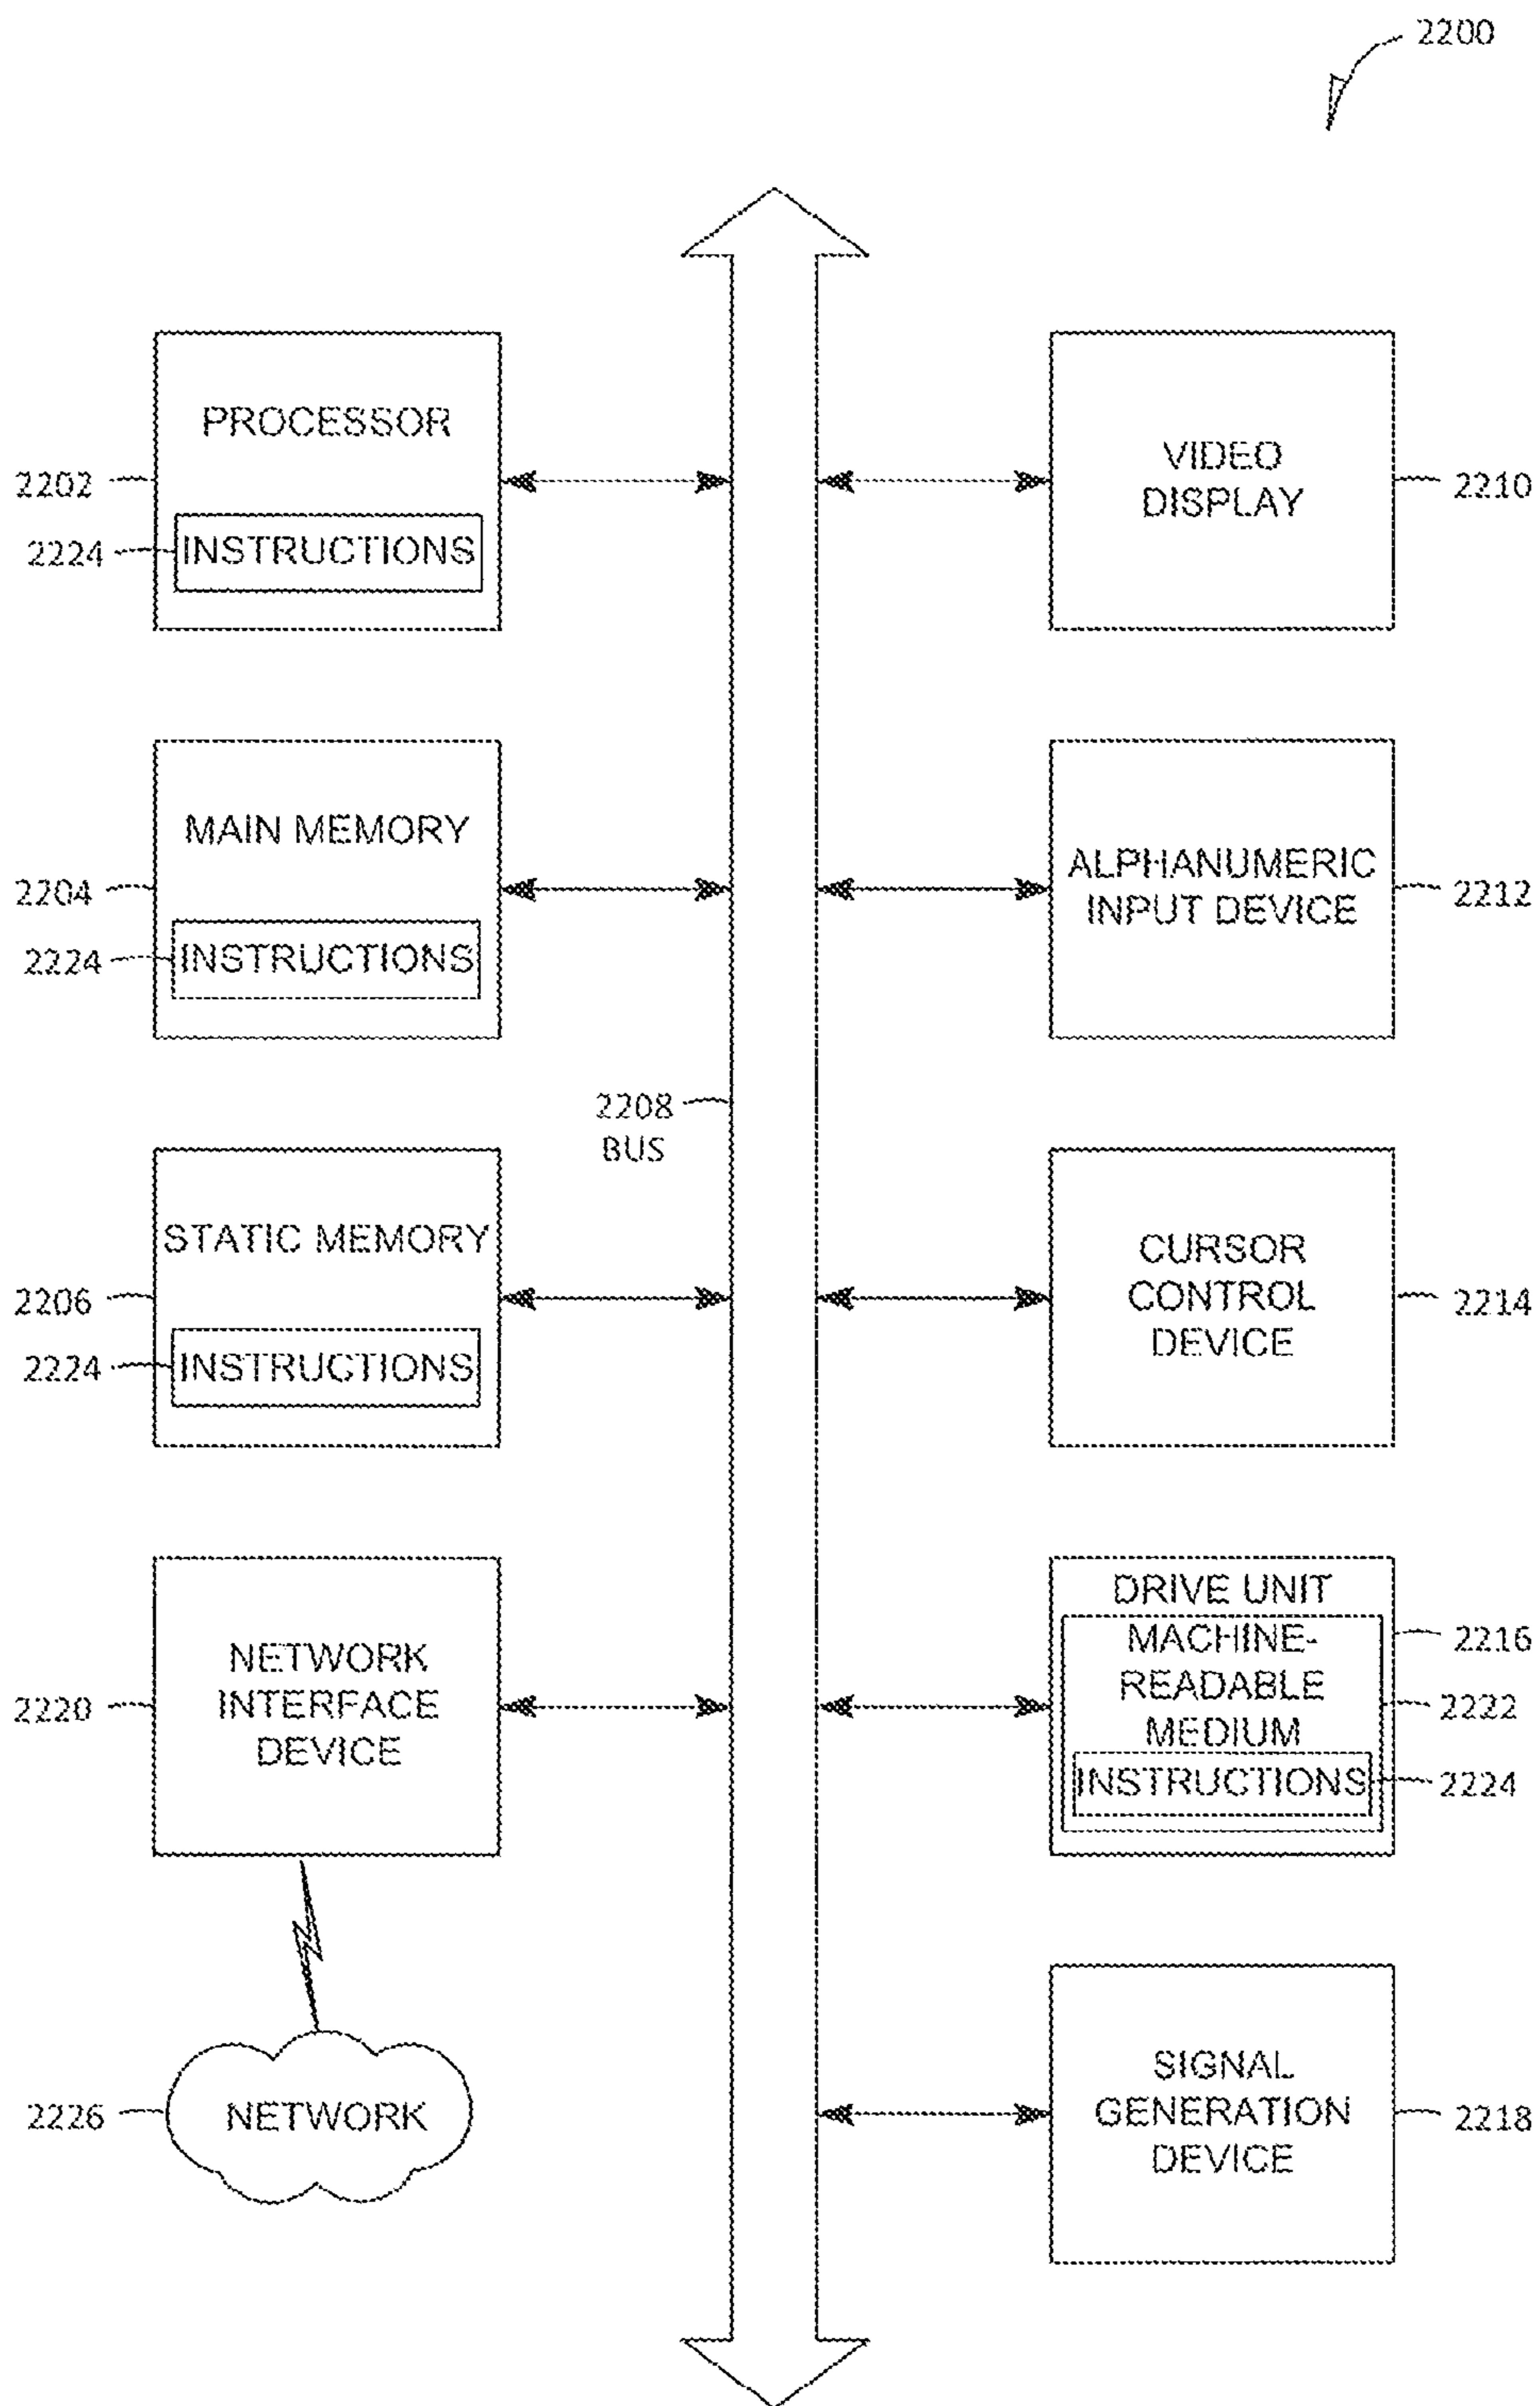 2200
PROCESSOR
2202
2224
INSTRUCTIONS
VIDEO
DISPLAY
2210
MAIN MEMORY
2204
2224
INSTRUCTIONS
ALPHANUMERIC
INPUT DEVICE
2212
2208
BUS
STATIC MEMORY
2206
2224
INSTRUCTIONS
CURSOR
CONTROL
DEVICE
2214
NETWORK
INTERFACE
DEVICE
2220
DRIVE UNIT
MACHINE-
READABLE
MEDIUM
INSTRUCTIONS
2216
2222
2224
2226
NETWORK
SIGNAL
GENERATION
DEVICE
2218